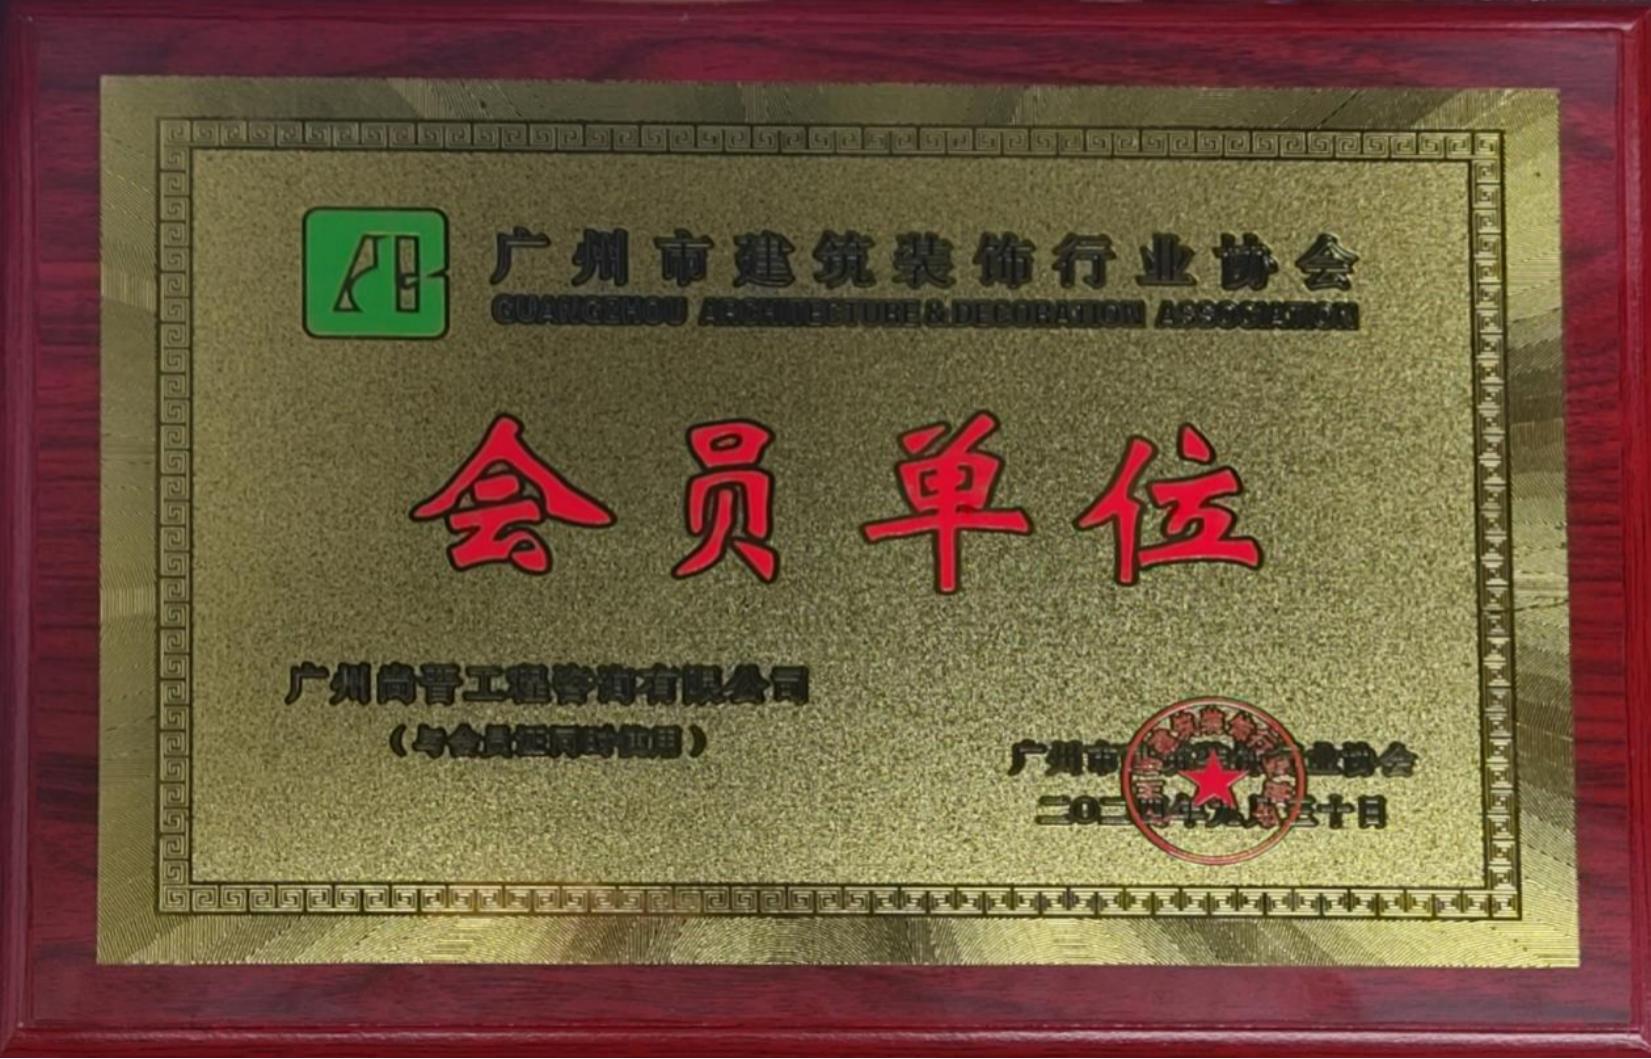 广州市建筑装饰行业协会
GUANGZHOU ARCHITECTURE & DECORATION ASSOCIATION
会员单位
广州尚晋工程咨询有限公司
（与会员证同时使用）
广州市建筑装饰行业协会
二〇二四年九月三十日